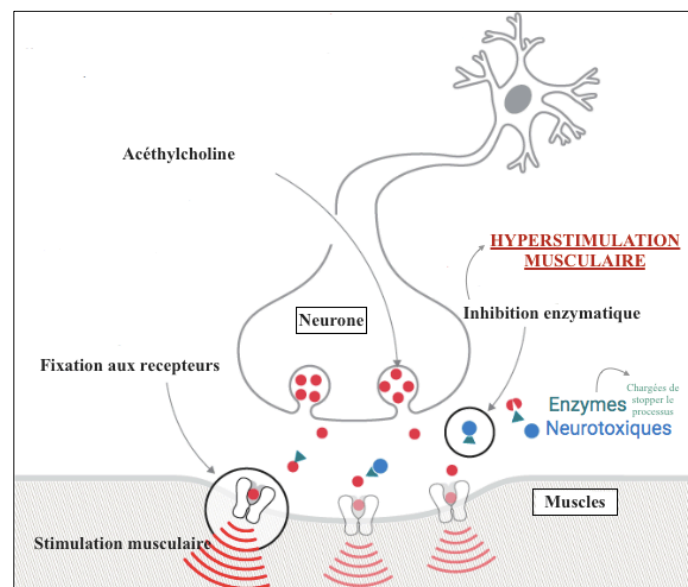 Acéthylcholine
HYPERSTIMULATION
MUSCULAIRE
Neurone
Inhibition enzymatique
Fixation aux recepteurs
Enzymes
Chargées de
stopper le
processus
Neurotoxiques
Muscles
Stimulation musculaire